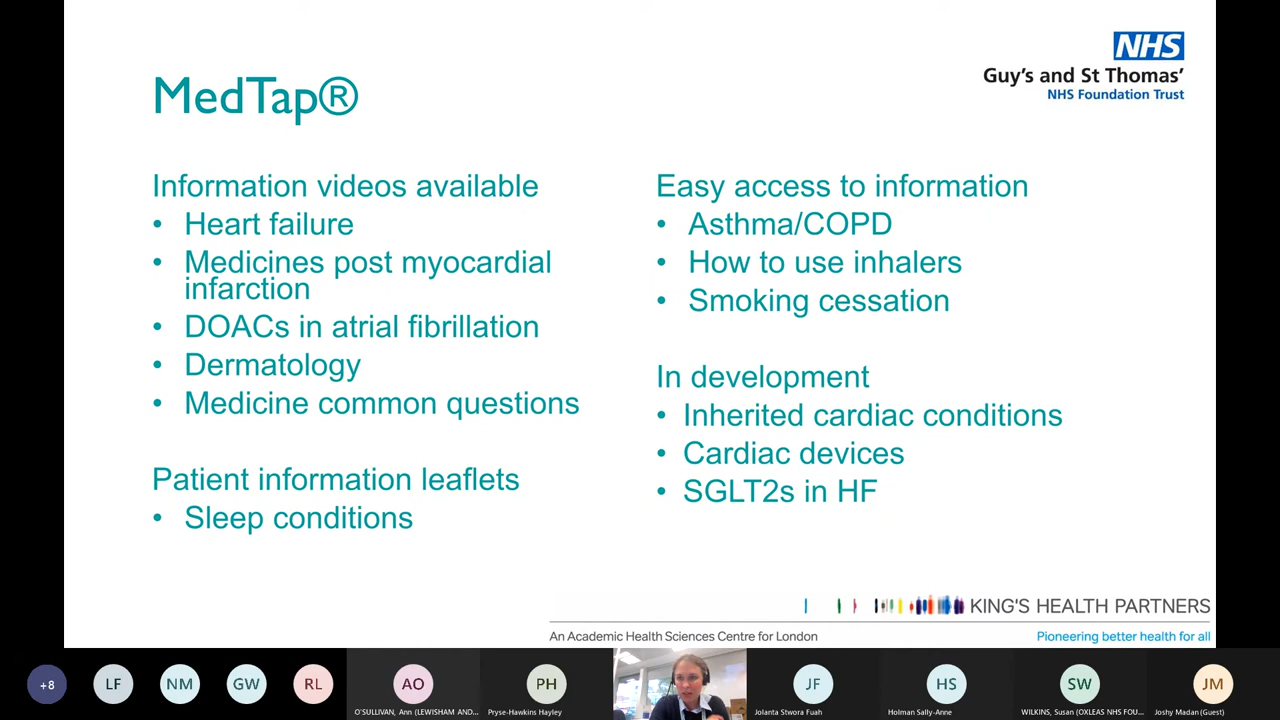 MedTap®
NHS
Guy's and St Thomas'
NHS Foundation Trust
Information videos available
• Heart failure
• Medicines post myocardial
infarction
• DOACs in atrial fibrillation
• Dermatology
• Medicine common questions
Patient information leaflets
• Sleep conditions
Easy access to information
• Asthma/COPD
• How to use inhalers
• Smoking cessation
In development
• Inherited cardiac conditions
• Cardiac devices
• SGLT2s in HF
KING'S HEALTH PARTNERS
An Academic Health Sciences Centre for London
Pioneering better health for all
+8
LF
NM
GW
RL
AO
O'SULLIVAN, Ann (LEWISHAM AND...
PH
Pryse-Hawkins Hayley
JF
Jolanta Stwora Fuah
HS
Holman Sally-Anne
SW
WILKINS, Susan (OXLEAS NHS FOU...
JM
Joshy Madan (Guest)